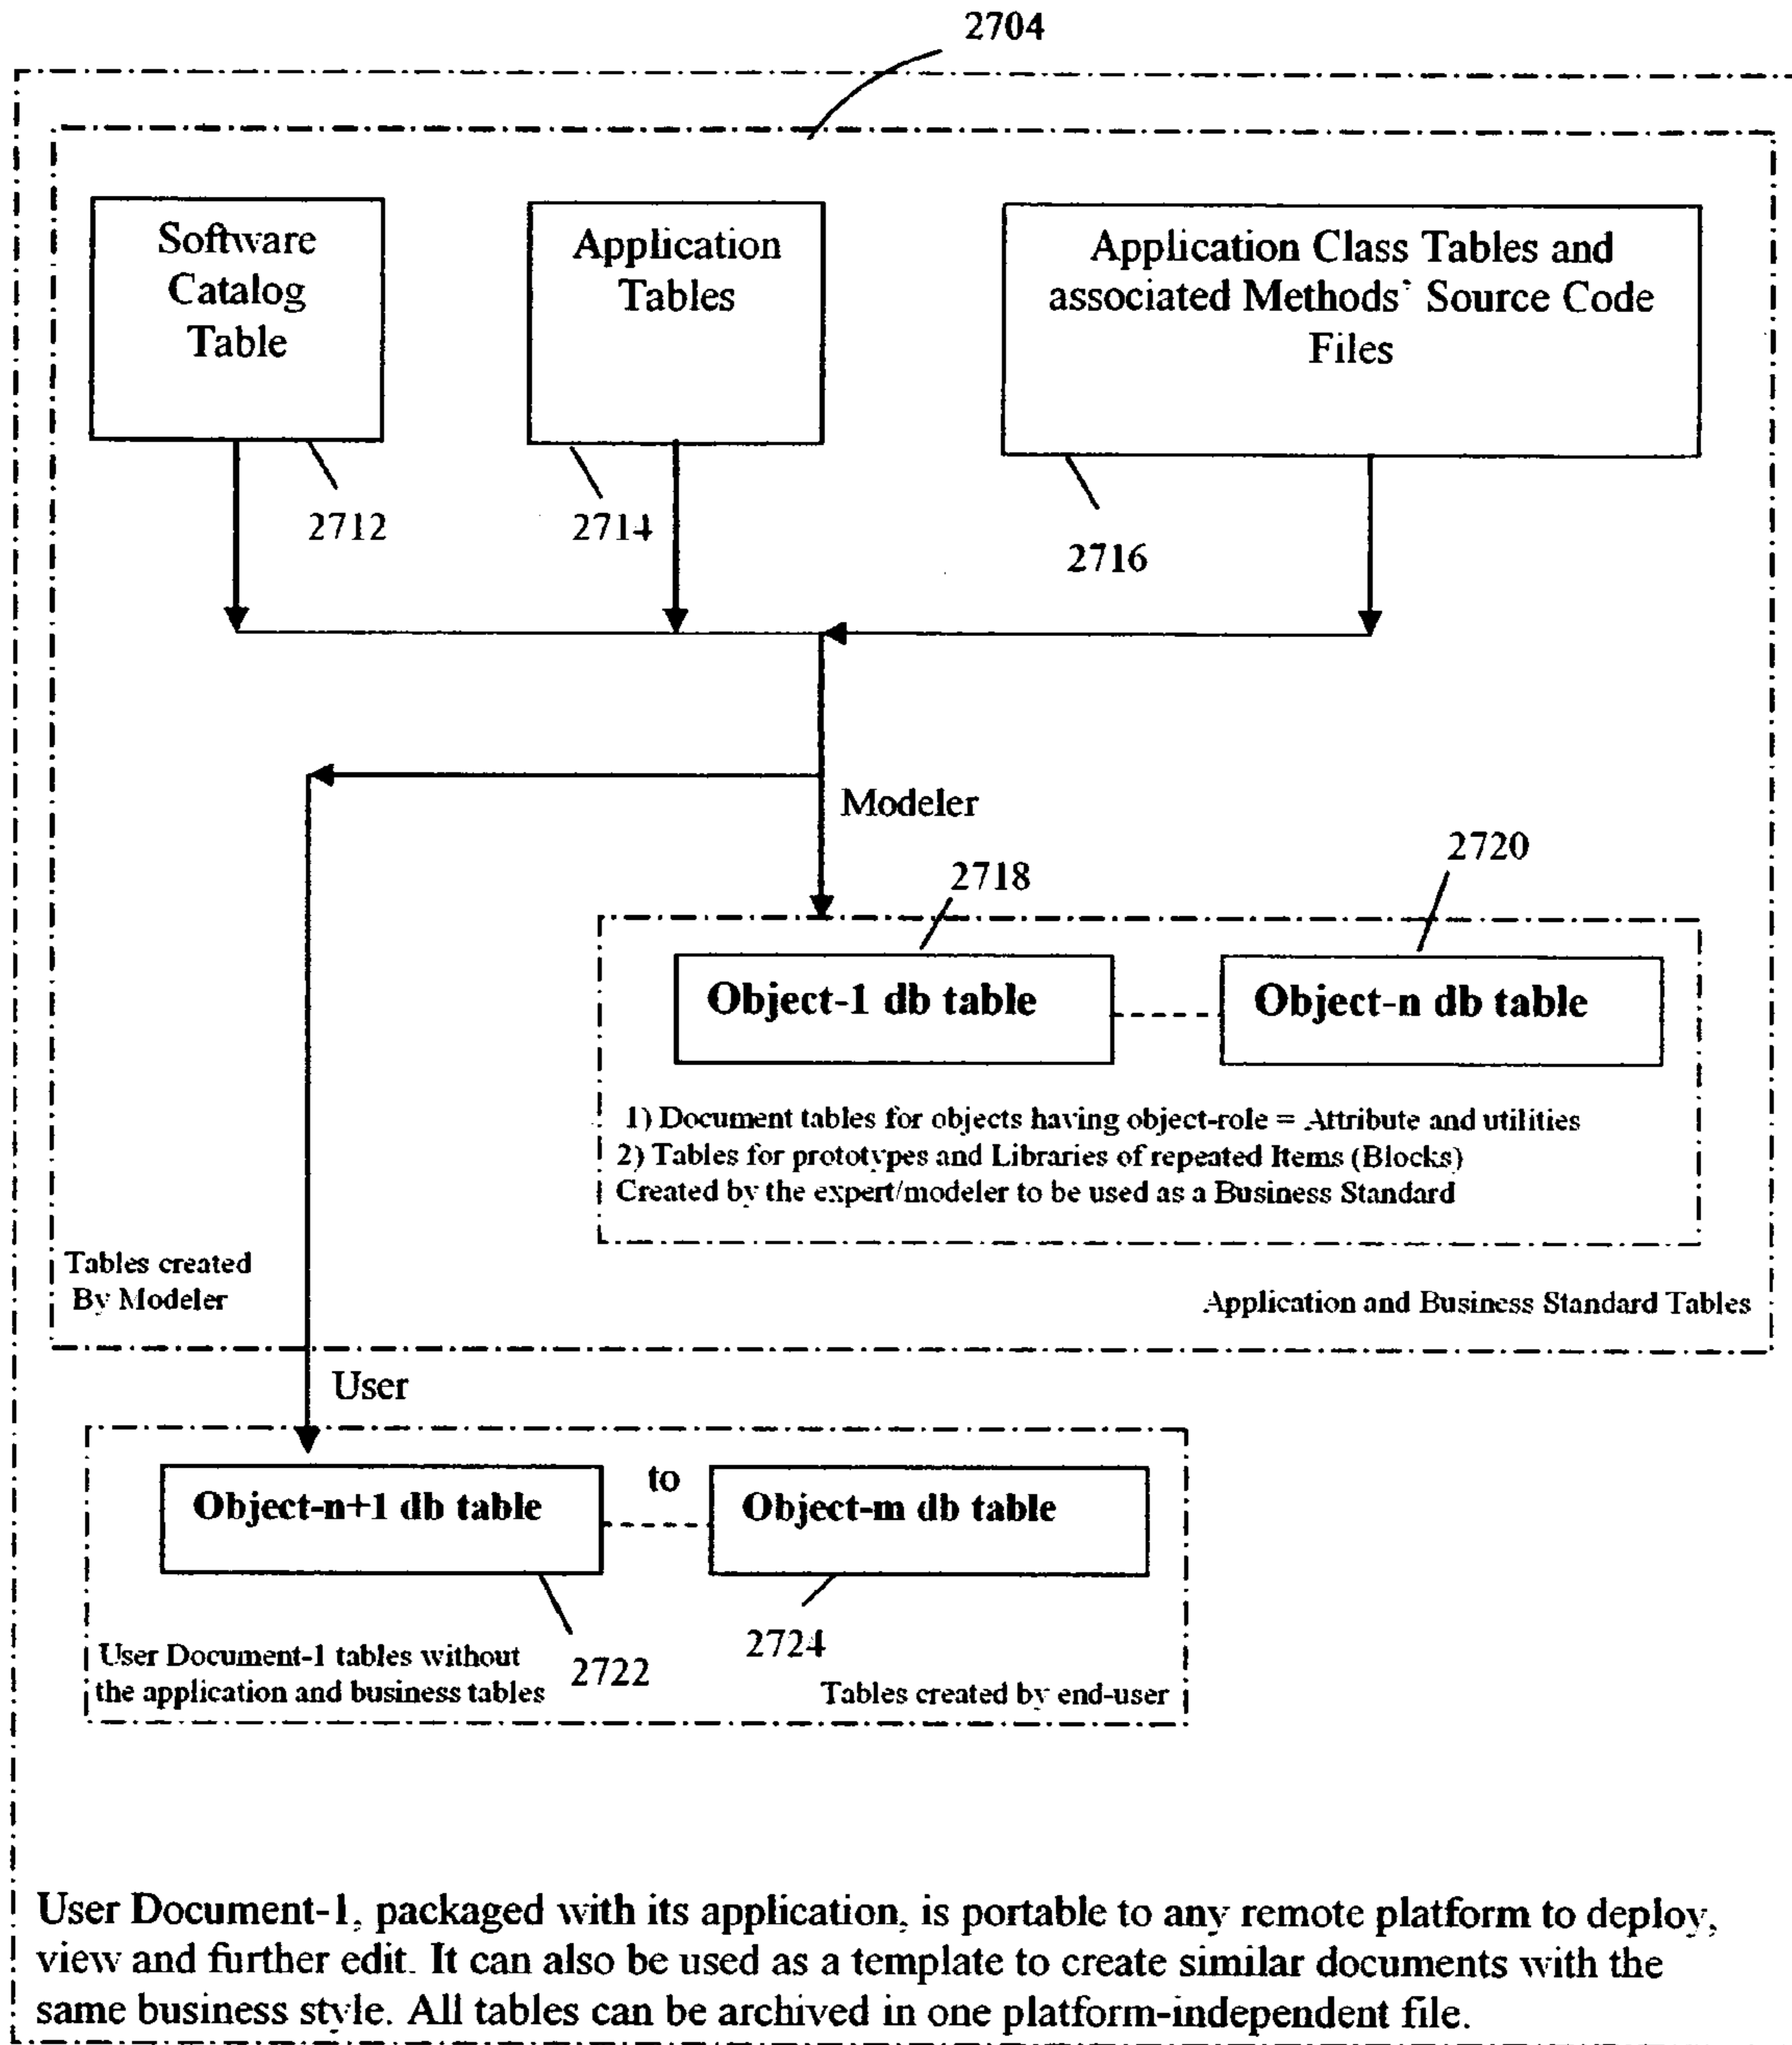 2704
Software
Catalog
Table
Application
Tables
Application Class Tables and
associated Methods' Source Code
Files
2712
2714
2716
Modeler
2718
2720
Object-1 db table
Object-n db table
1) Document tables for objects having object-role = Attribute and utilities
2) Tables for prototypes and Libraries of repeated Items (Blocks)
Created by the expert/modeler to be used as a Business Standard
Tables created
By Modeler
Application and Business Standard Tables
User
Object-n+1 db table
to
Object-m db table
2722
2724
User Document-1 tables without
the application and business tables
Tables created by end-user
User Document-1, packaged with its application, is portable to any remote platform to deploy,
view and further edit. It can also be used as a template to create similar documents with the
same business style. All tables can be archived in one platform-independent file.